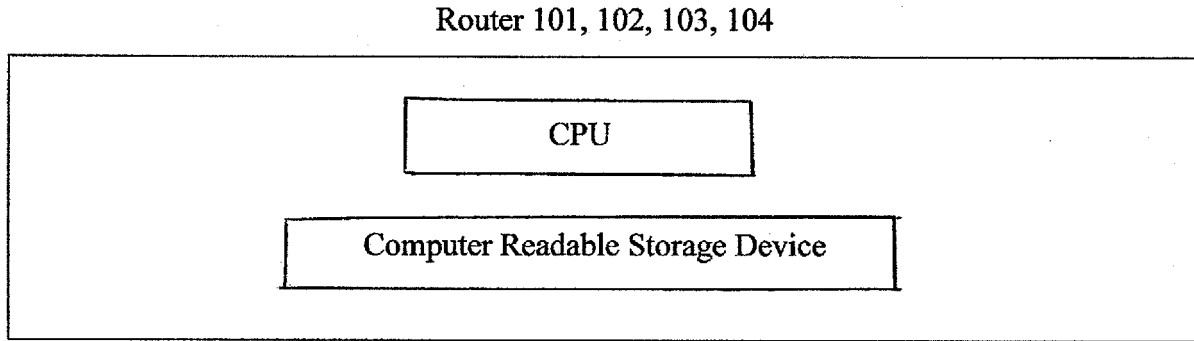 Router 101, 102, 103, 104
CPU
Computer Readable Storage Device